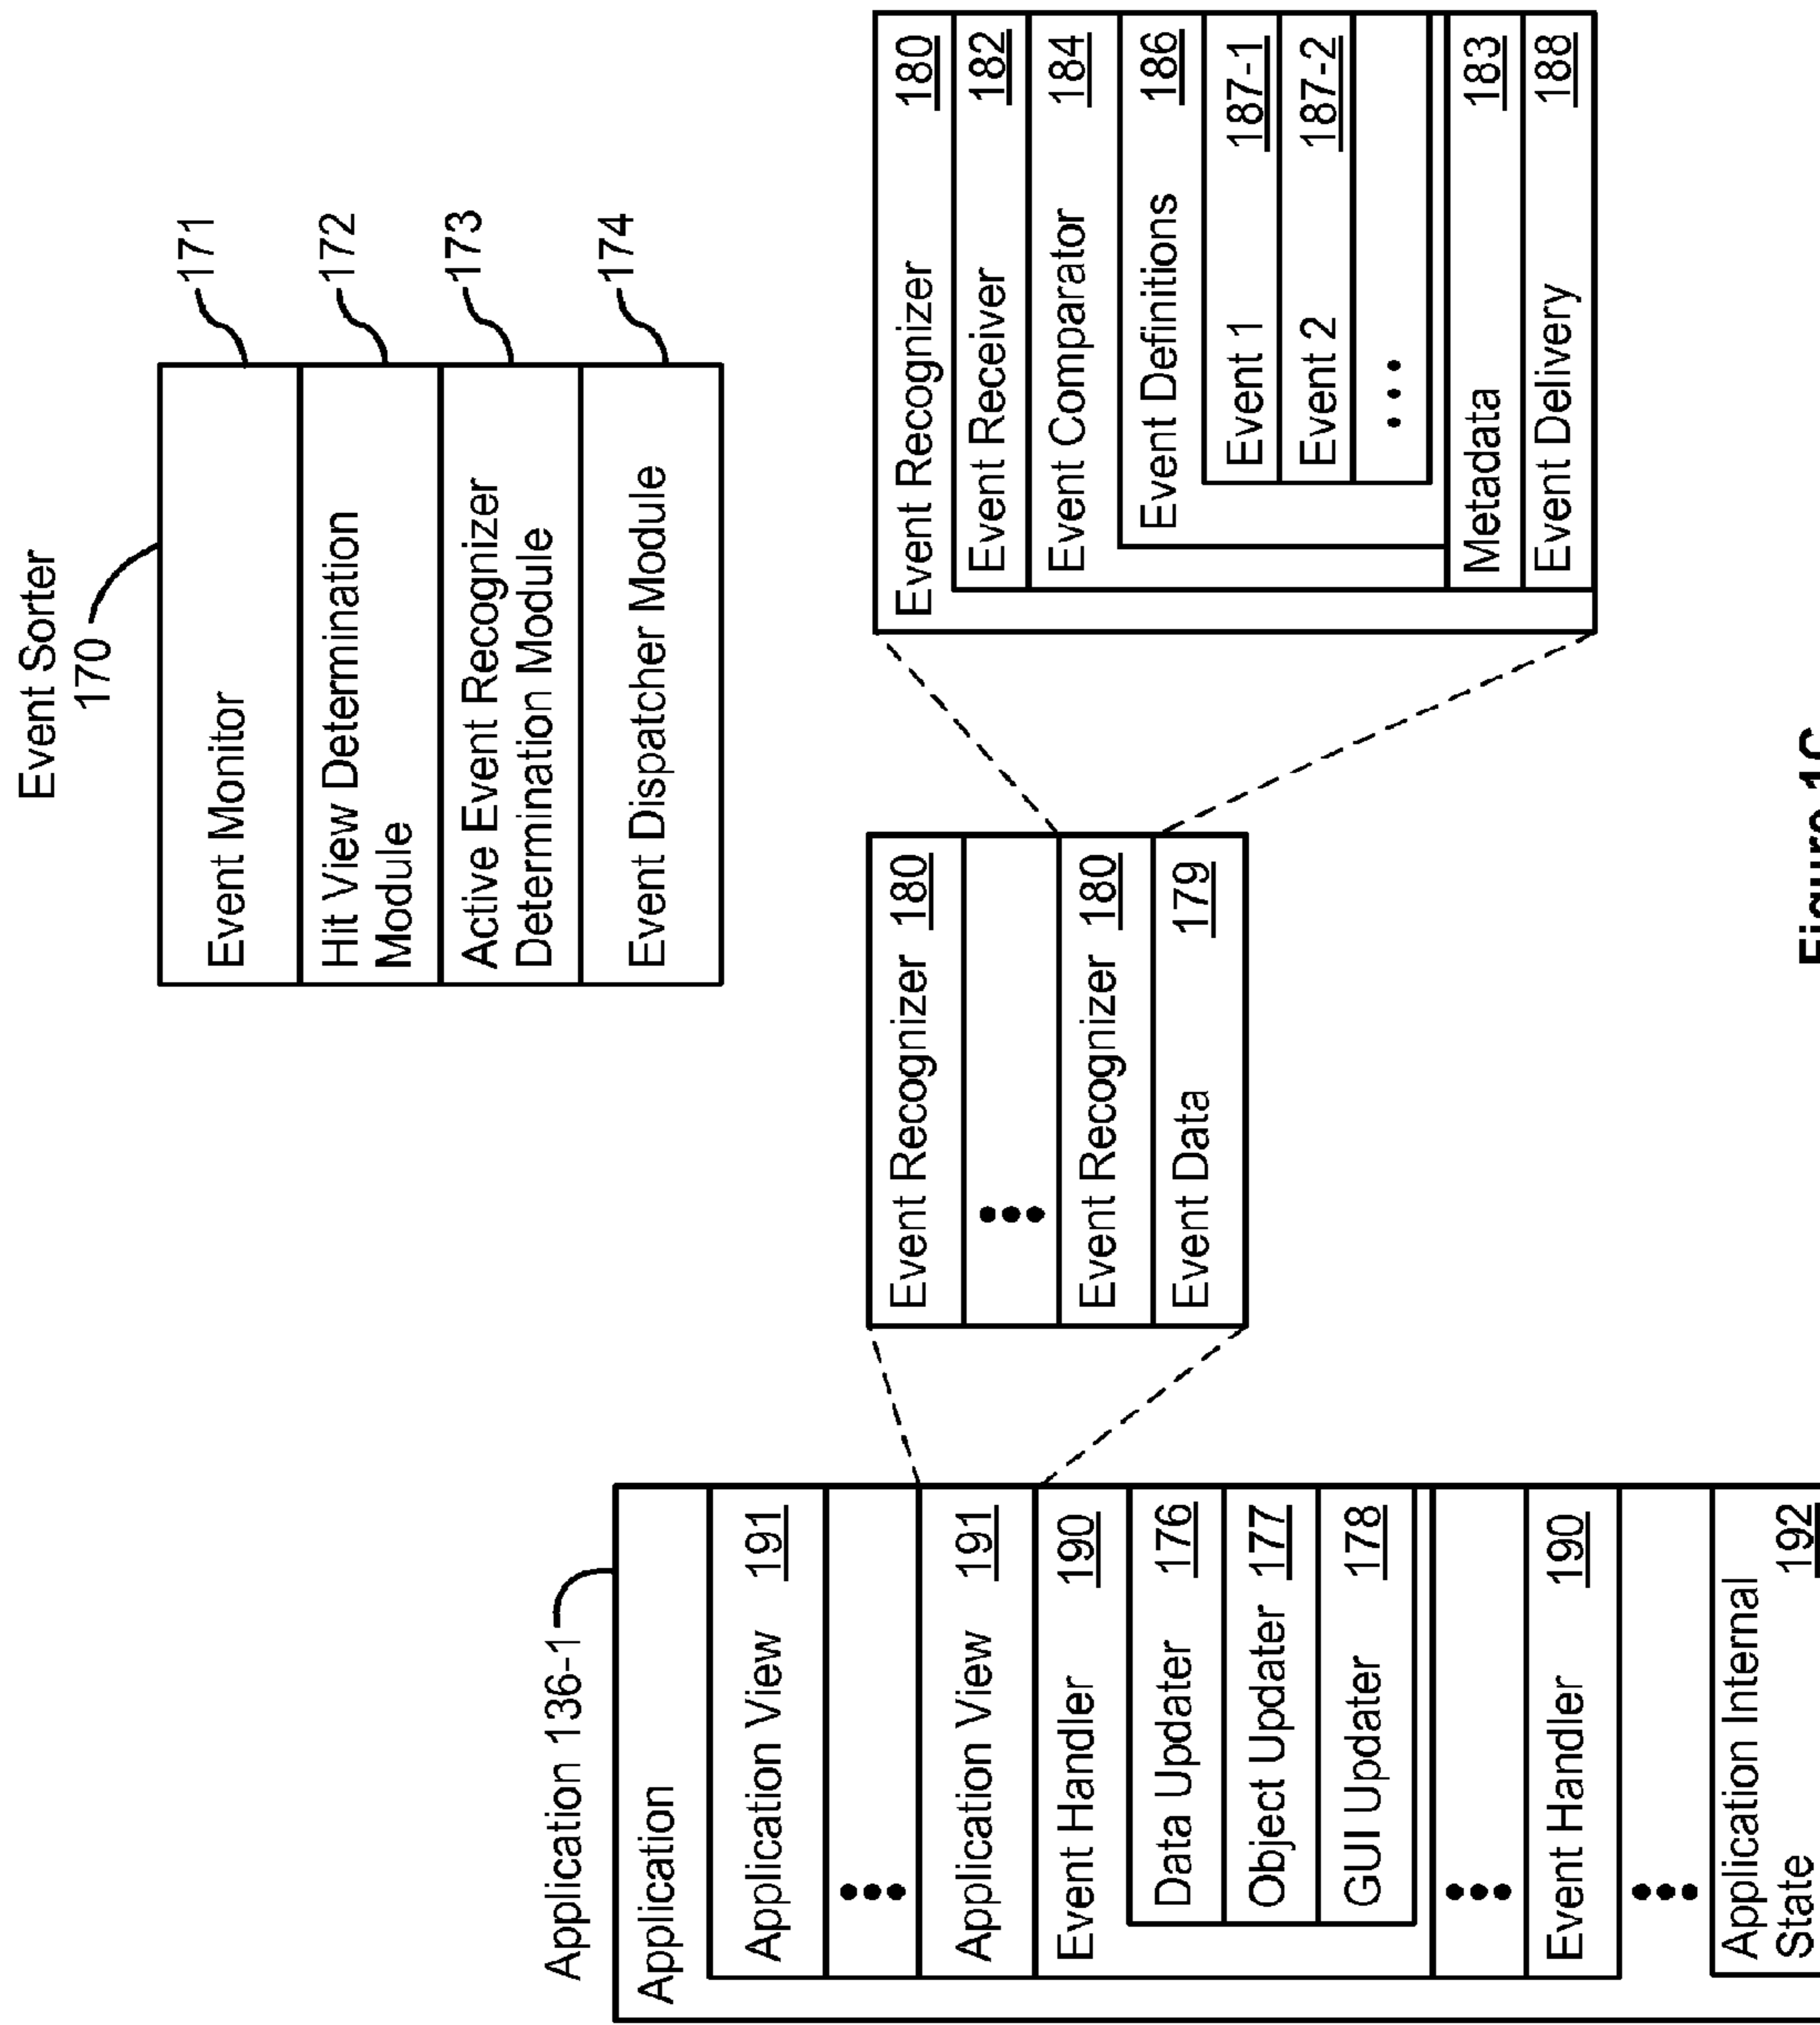 Event Sorter
170
Event Monitor
171
Hit View Determination
Module
172
Active Event Recognizer
Determination Module
173
Event Dispatcher Module
174
Application 136-1
Application
Application View 191
•••
Application View 191
Event Handler 190
Data Updater 176
Object Updater 177
GUI Updater 178
•••
Event Handler 190
•••
Application Internal
State 192
Event Recognizer 180
•••
Event Recognizer 180
Event Data 179
Event Recognizer 180
Event Receiver 182
Event Comparator 184
Event Definitions 186
Event 1 187-1
Event 2 187-2
•••
Metadata 183
Event Delivery 188
Figure